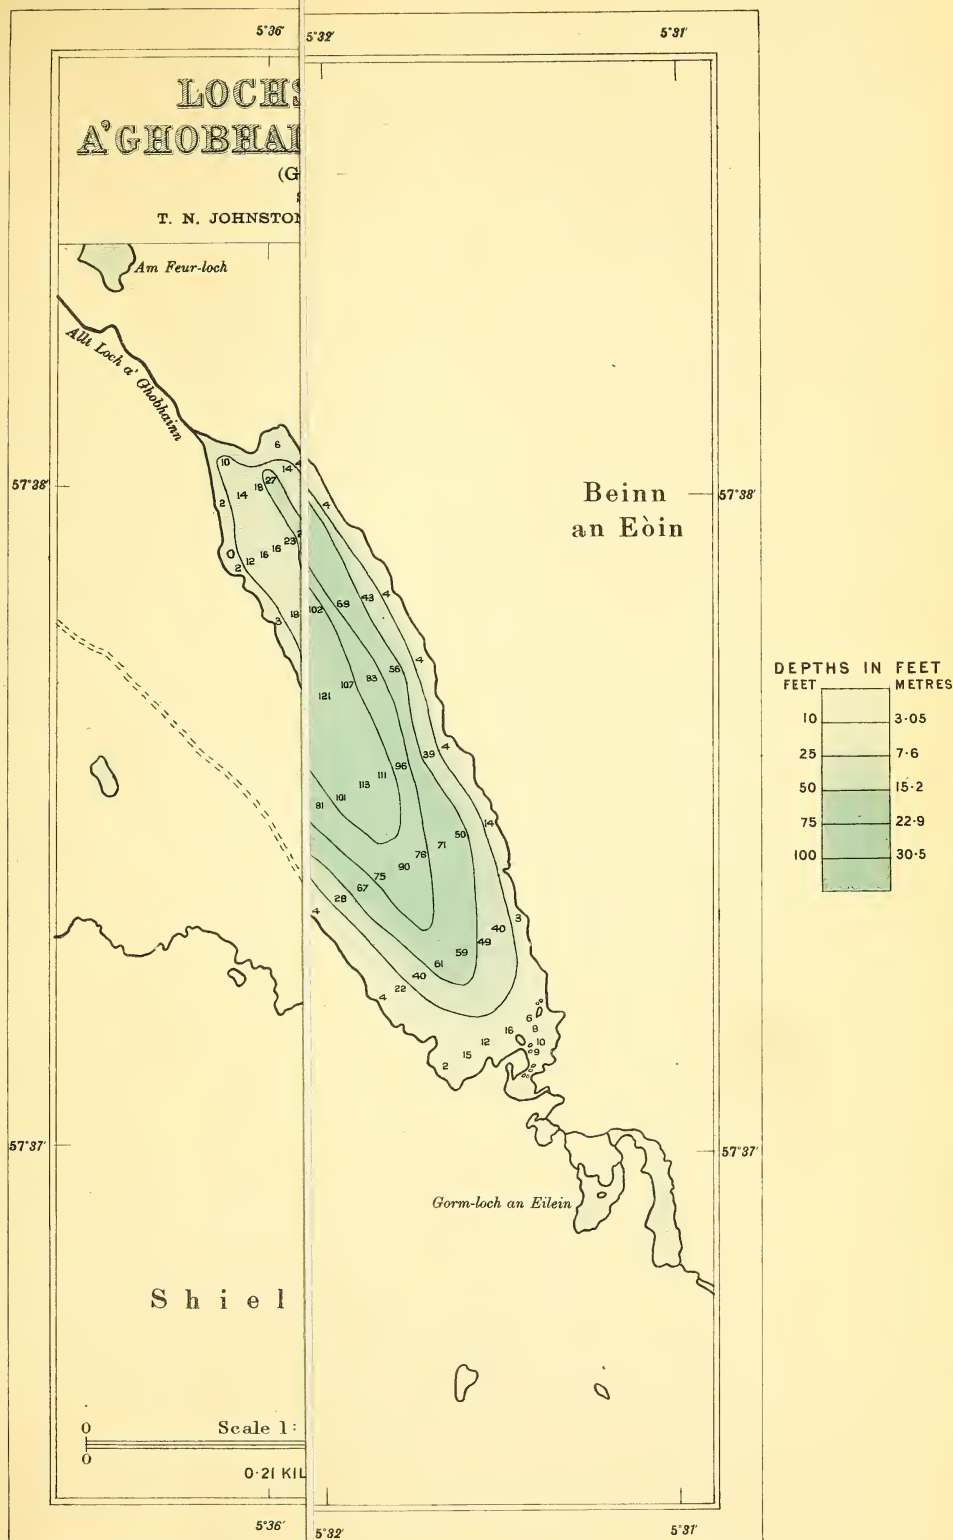 5°36′ 5°32′ 5°31′
LOCHS
A'GHOBHAI
(G
T. N. JOHNSTON
Am Feur-loch
Allt Loch a' Ghobhainn
6
10 14 4
14 18 27
2 4
57°38′ 57°38′
Beinn
an Eòin
23 2
12 16 16
2
43 4
18 102 69
3
56 4
107 83
121
39 4
96
111
113
101
81
14
50
71
76
90
75
67
28
4
3
40
49
59
61
40
22
4
6
16 9
12 10
15 9
2
DEPTHS IN FEET
FEET METRES
10 3·05
25 7·6
50 15·2
75 22·9
100 30·5
57°37′ 57°37′
Gorm-loch an Eilein
Shiel
0 Scale 1:
0
0·21 KIL
5°36′ 5°32′ 5°31′